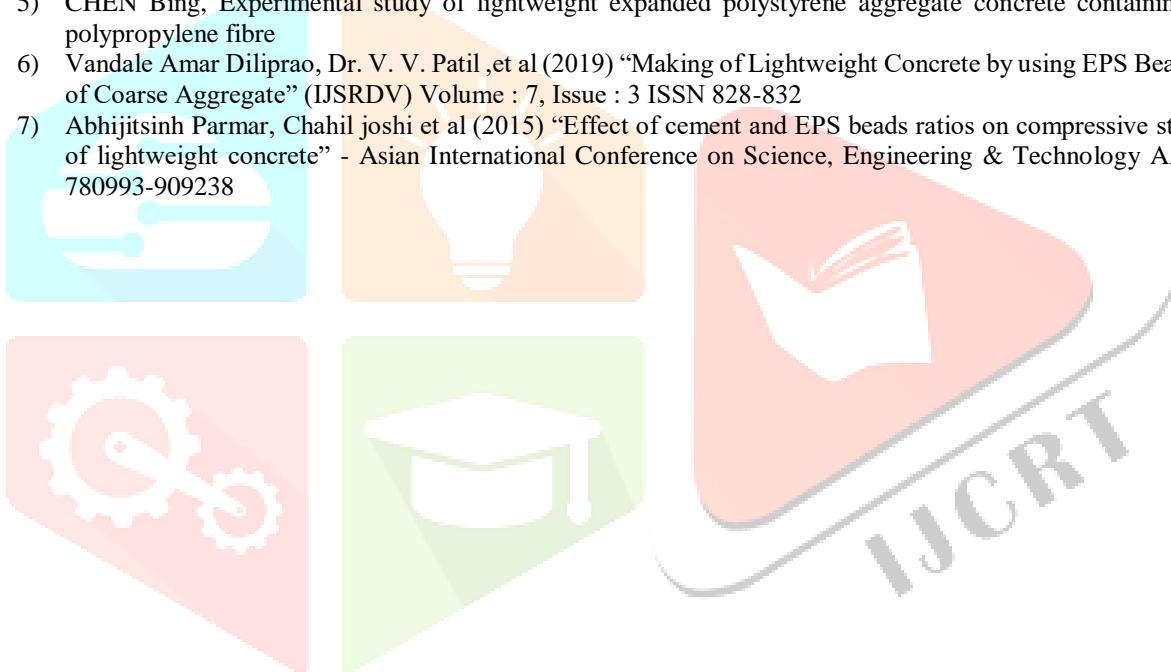 5) CHEN Bing, Experimental study of lightweight expanded polystyrene aggregate concrete containin
polypropylene fibre
6) Vandale Amar Diliprao, Dr. V. V. Patil ,et al (2019) “Making of Lightweight Concrete by using EPS Bea
of Coarse Aggregate” (IJSRDV) Volume : 7, Issue : 3 ISSN 828-832
7) Abhijitsinh Parmar, Chahil joshi et al (2015) “Effect of cement and EPS beads ratios on compressive st
of lightweight concrete” - Asian International Conference on Science, Engineering & Technology A
780993-909238
IJCRT